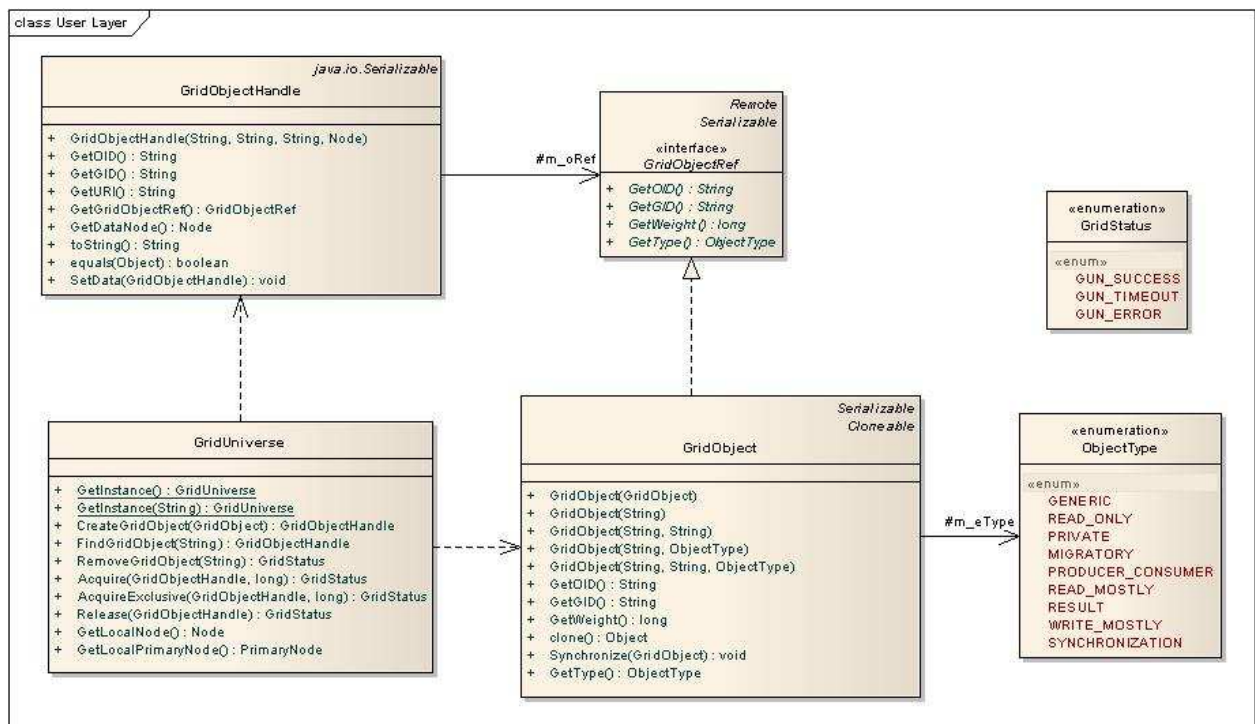 class User Layer
java.io.Serializable
GridObjectHandle
+ GridObjectHandle(String, String, String, Node)
+ GetOID() : String
+ GetGID() : String
+ GetURI() : String
+ GetGridObjectRef() : GridObjectRef
+ GetDataNode() : Node
+ toString() : String
+ equals(Object) : boolean
+ SetData(GridObjectHandle) : void
#m_oRef
Remote
Serializable
«interface»
GridObjectRef
+ GetOID() : String
+ GetGID() : String
+ GetWeight() : long
+ GetType() : ObjectType
«enumeration»
GridStatus
«enum»
GUN_SUCCESS
GUN_TIMEOUT
GUN_ERROR
GridUniverse
+ GetInstance() : GridUniverse
+ GetInstance(String) : GridUniverse
+ CreateGridObject(GridObject) : GridObjectHandle
+ FindGridObject(String) : GridObjectHandle
+ RemoveGridObject(String) : GridStatus
+ Acquire(GridObjectHandle, long) : GridStatus
+ AcquireExclusive(GridObjectHandle, long) : GridStatus
+ Release(GridObjectHandle) : GridStatus
+ GetLocalNode() : Node
+ GetLocalPrimaryNode() : PrimaryNode
Serializable
Cloneable
GridObject
+ GridObject(GridObject)
+ GridObject(String)
+ GridObject(String, String)
+ GridObject(String, ObjectType)
+ GridObject(String, String, ObjectType)
+ GetOID() : String
+ GetGID() : String
+ GetWeight() : long
+ clone() : Object
+ Synchronize(GridObject) : void
+ GetType() : ObjectType
#m_eType
«enumeration»
ObjectType
«enum»
GENERIC
READ_ONLY
PRIVATE
MIGRATORY
PRODUCER_CONSUMER
READ_MOSTLY
RESULT
WRITE_MOSTLY
SYNCHRONIZATION